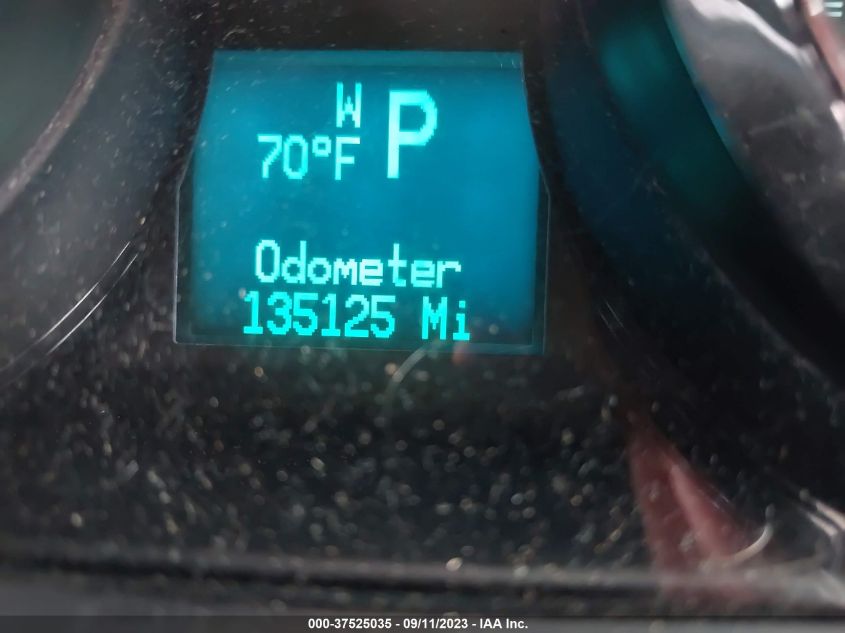 W P
70°F
Odometer
135125 Mi
000-37525035 - 09/11/2023 - IAA Inc.